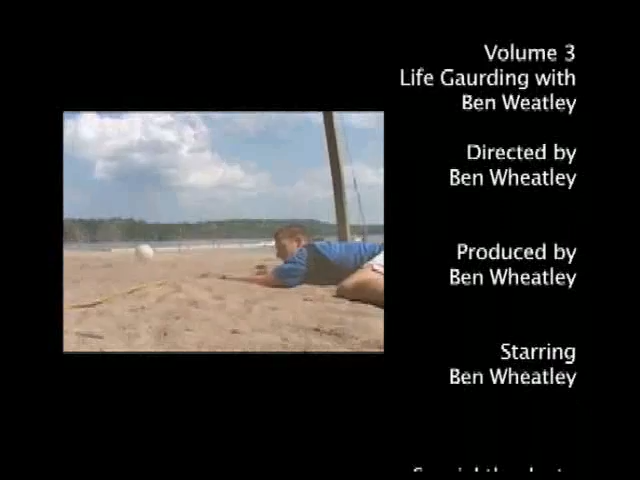 Volume 3
Life Gaurding with
Ben Weatley
Directed by
Ben Wheatley
Produced by
Ben Wheatley
Starring
Ben Wheatley